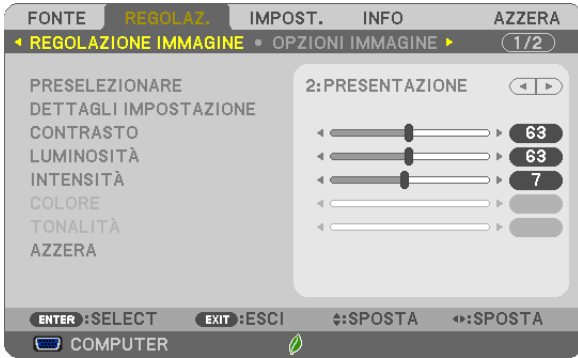 FONTE REGOLAZ. IMPOST. INFO AZZERA
REGOLAZIONE IMMAGINE OPZIONI IMMAGINE 1/2
PRESELEZIONARE 2:PRESENTAZIONE
DETTAGLI IMPOSTAZIONE
CONTRASTO 63
LUMINOSITÀ 63
INTENSITÀ 7
COLORE
TONALITÀ
AZZERA
ENTER :SELECT EXIT :ESCI :SPOSTA :SPOSTA
COMPUTER